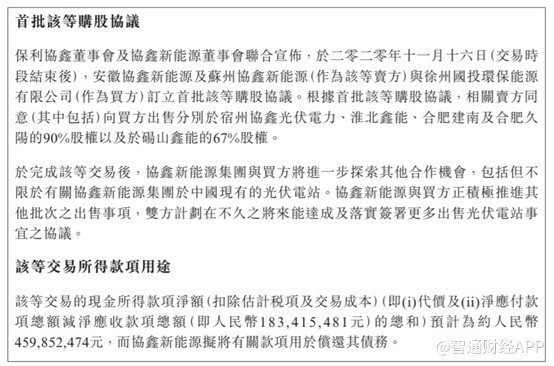 首批該等購股協議
保利協鑫董事會及協鑫新能源董事會聯合宣佈，於二零二零年十一月十六日(交易時
段結束後)，安徽協鑫新能源及蘇州協鑫新能源(作為該等賣方)與徐州國投環保能源
有限公司(作為買方)訂立首批該等購股協議。根據首批該等購股協議，相關賣方同
意(其中包括)向買方出售分別於宿州協鑫光伏電力、淮北鑫能、合肥建南及合肥久
陽的90%股權以及於碭山鑫能的67%股權。
於完成該等交易後，協鑫新能源集團與買方將進一步探索其他合作機會，包括但不
限於有關協鑫新能源集團於中國現有的光伏電站。協鑫新能源與買方正積極推進其
他批次之出售事項，雙方計劃在不久之將來能達成及落實簽署更多出售光伏電站事
宜之協議。
該等交易所得款項用途
該等交易的現金所得款項淨額(扣除估計稅項及交易成本)(即(i)代價及(ii)淨應付款
項總額減淨應收款項總額(即人民幣183,415,481元)的總和)預計為約人民幣
459,852,474元，而協鑫新能源擬將有關款項用於償還其債務。
@智通财经APP